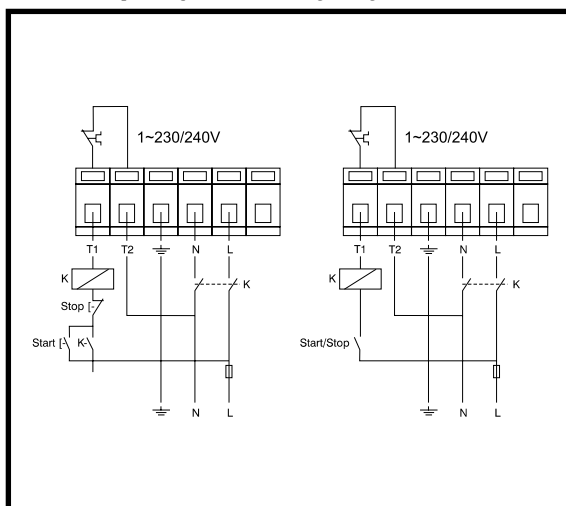 1~230/240V
T1 T2 N L
K
K
Stop
Start K
N L
1~230/240V
T1 T2 N L
K
K
Start/Stop
N L